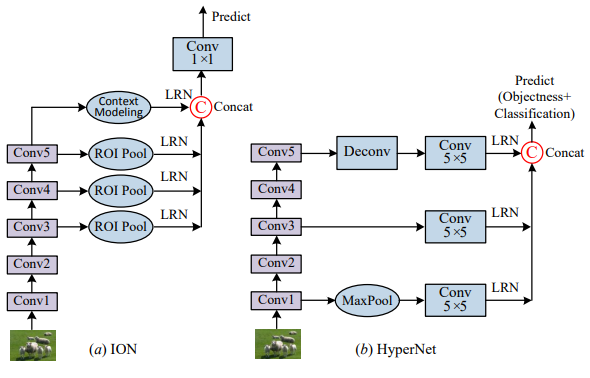 Predict
Conv
1×1
LRN
Context
Modeling
C Concat
LRN
Conv5
ROI Pool
LRN
Conv4
ROI Pool
LRN
Conv3
ROI Pool
Conv2
Conv1
(a) ION
Predict
(Objectness+
Classification)
LRN
Conv5
Deconv
Conv
5×5
C Concat
Conv4
LRN
Conv3
Conv
5×5
Conv2
LRN
Conv1
MaxPool
Conv
5×5
(b) HyperNet